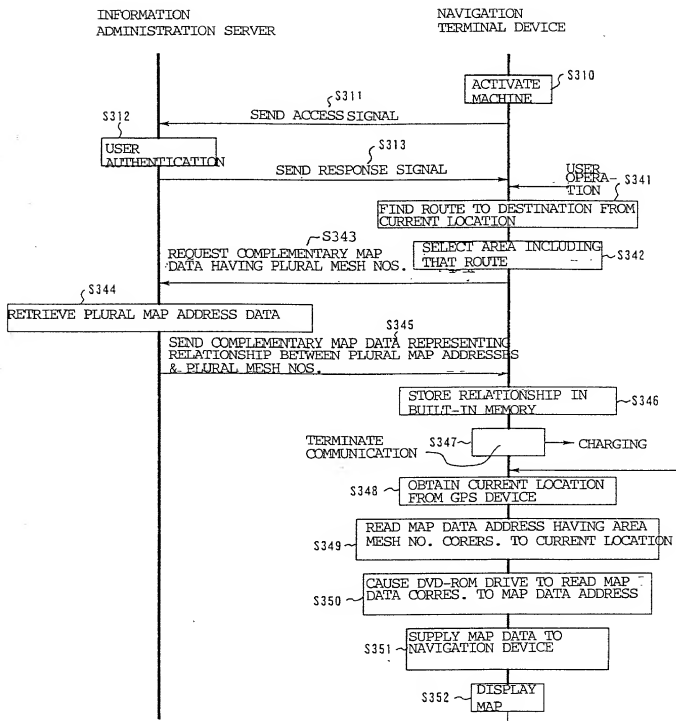 INFORMATION
ADMINISTRATION SERVER
NAVIGATION
TERMINAL DEVICE
S310
ACTIVATE
MACHINE
S311
SEND ACCESS SIGNAL
S312
USER
AUTHENTICATION
S313
SEND RESPONSE SIGNAL
USER
OPERA-
TION
S341
FIND ROUTE TO DESTINATION FROM
CURRENT LOCATION
S343
REQUEST COMPLEMENTARY MAP
DATA HAVING PLURAL MESH NOS.
SELECT AREA INCLUDING
THAT ROUTE
S342
S344
RETRIEVE PLURAL MAP ADDRESS DATA
S345
SEND COMPLEMENTARY MAP DATA REPRESENTING
RELATIONSHIP BETWEEN PLURAL MAP ADDRESSES
& PLURAL MESH NOS.
STORE RELATIONSHIP IN
BUILT-IN MEMORY
S346
TERMINATE
COMMUNICATION
S347
CHARGING
S348
OBTAIN CURRENT LOCATION
FROM GPS DEVICE
S349
READ MAP DATA ADDRESS HAVING AREA
MESH NO. CORERS. TO CURRENT LOCATION
S350
CAUSE DVD-ROM DRIVE TO READ MAP
DATA CORRES. TO MAP DATA ADDRESS
S351
SUPPLY MAP DATA TO
NAVIGATION DEVICE
S352
DISPLAY
MAP